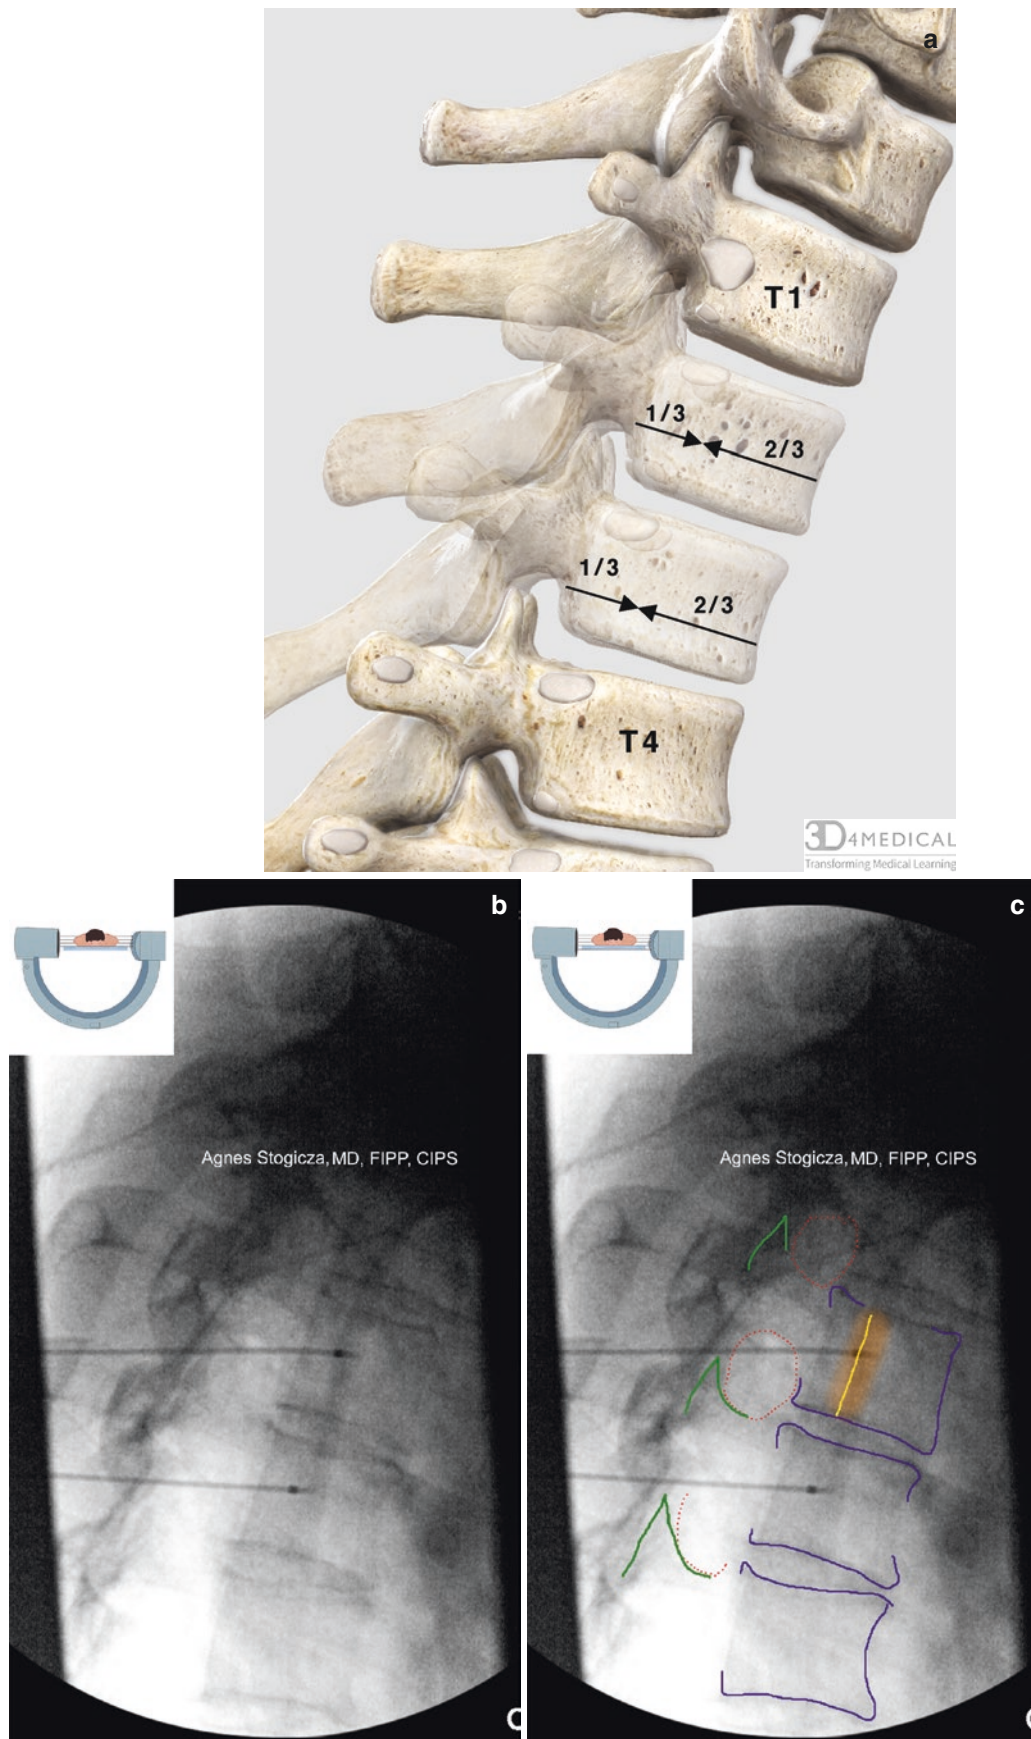 a
T1
1/3
2/3
1/3
2/3
T4
3D4MEDICAL
Transforming Medical Learning
b
c
Agnes Stogicza, MD, FIPP, CIPS
Agnes Stogicza, MD, FIPP, CIPS